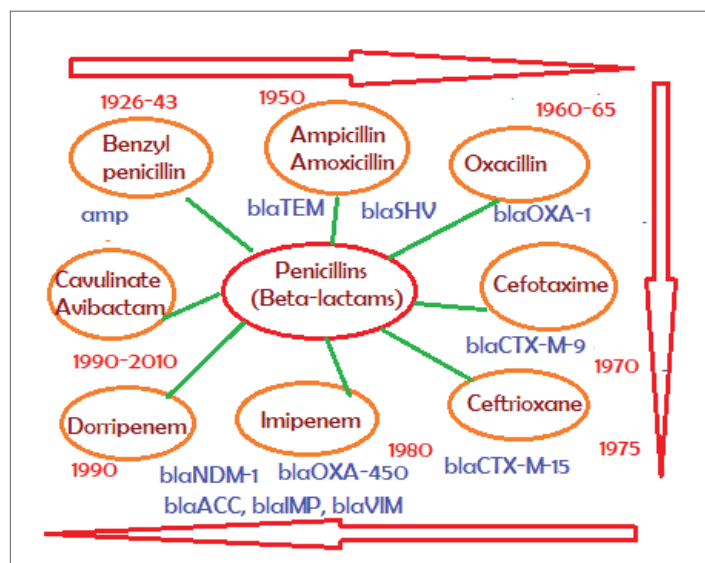 1926-43
1950
1960-65
Benzyl
penicillin
Ampicillin
Amoxicillin
Oxacillin
amp
blaTEM
blaSHV
blaOXA-1
Cavulinate
Avibactam
Penicillins
(Beta-lactams)
Cefotaxime
blaCTX-M-9
1990-2010
1970
Dorripenem
Imipenem
Ceftrioxane
1990
1980
1975
blaNDM-1
blaOXA-450
blaCTX-M-15
blaACC, blaIMP, blaVIM